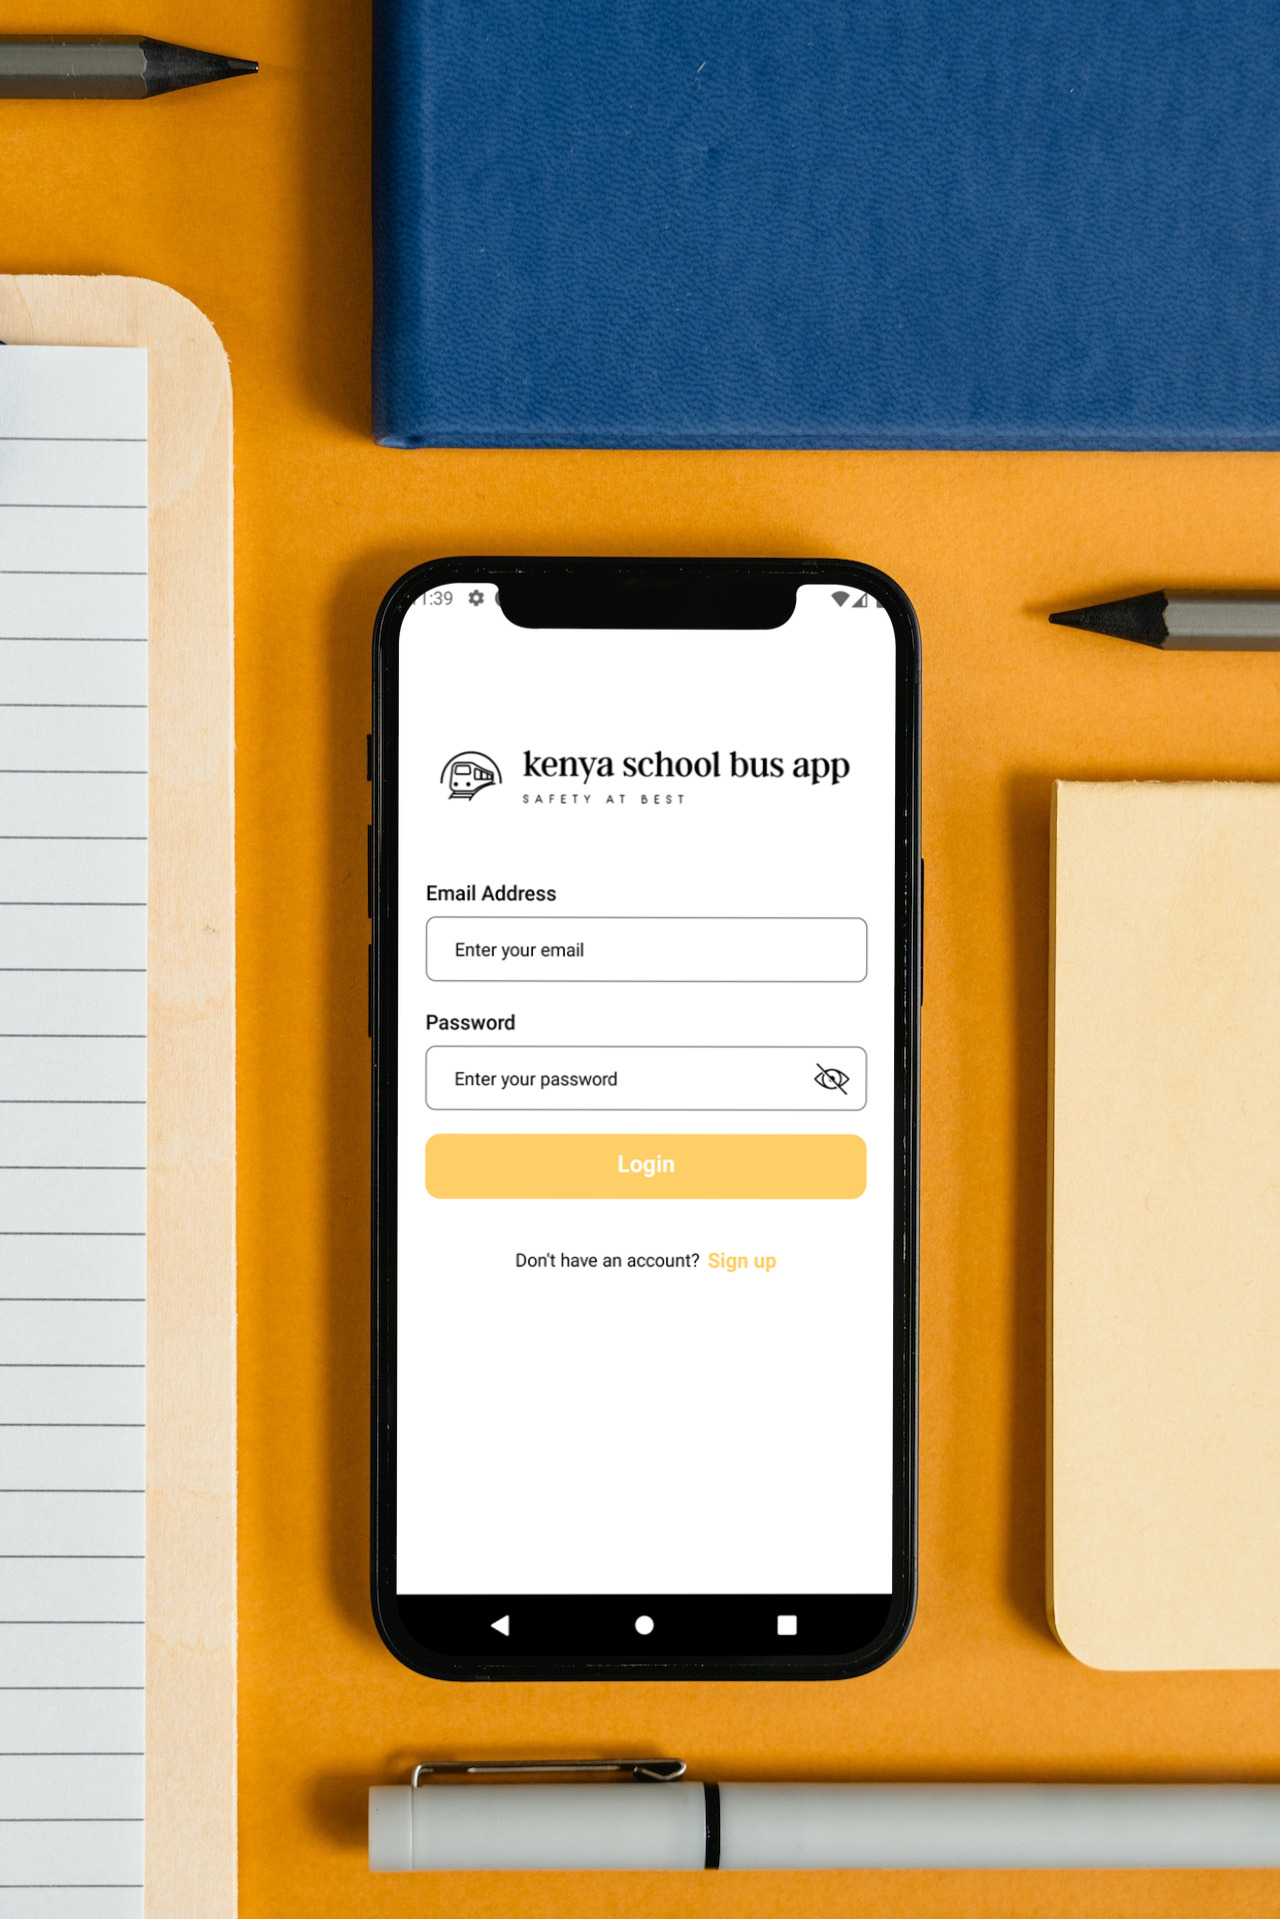 1:39
kenya school bus app
SAFETY AT BEST
Email Address
Enter your email
Password
Enter your password
Login
Don't have an account? Sign up